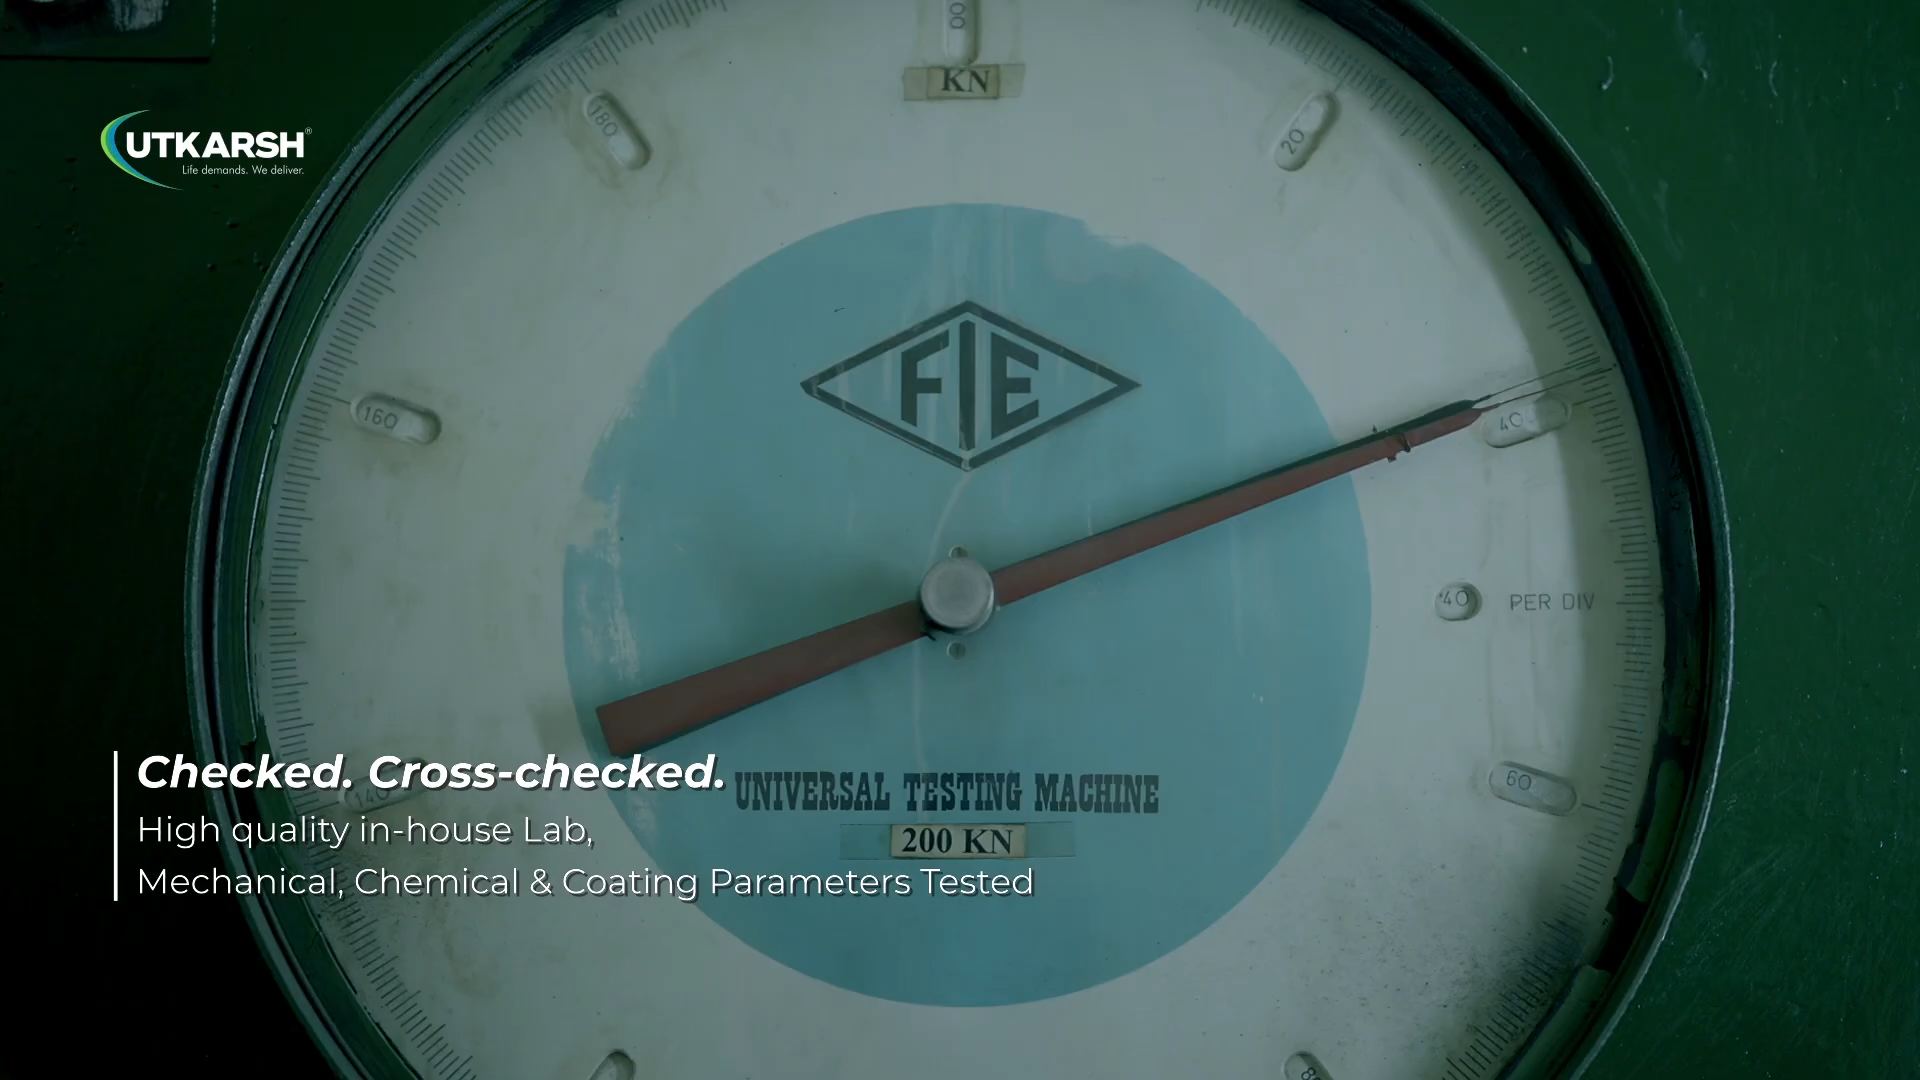 00
KN
180
20
UTKARSH®
Life demands. We deliver.
FIE
160
40
40 PER DIV
60
140
Checked. Cross-checked.
High quality in-house Lab,
Mechanical, Chemical & Coating Parameters Tested
UNIVERSAL TESTING MACHINE
200 KN